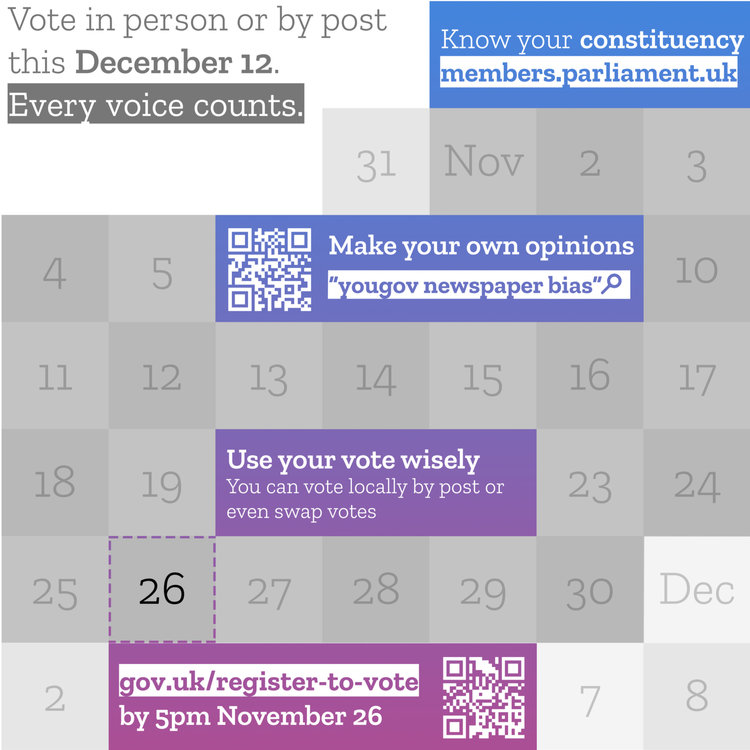 Vote in person or by post
this December 12.
Every voice counts.
Know your constituency
members.parliament.uk
31 Nov 2 3
4 5
Make your own opinions
"yougov newspaper bias"
10
11 12 13 14 15 16 17
18 19
Use your vote wisely
You can vote locally by post or
even swap votes
23 24
25 26 27 28 29 30 Dec
2
gov.uk/register-to-vote
by 5pm November 26
7 8